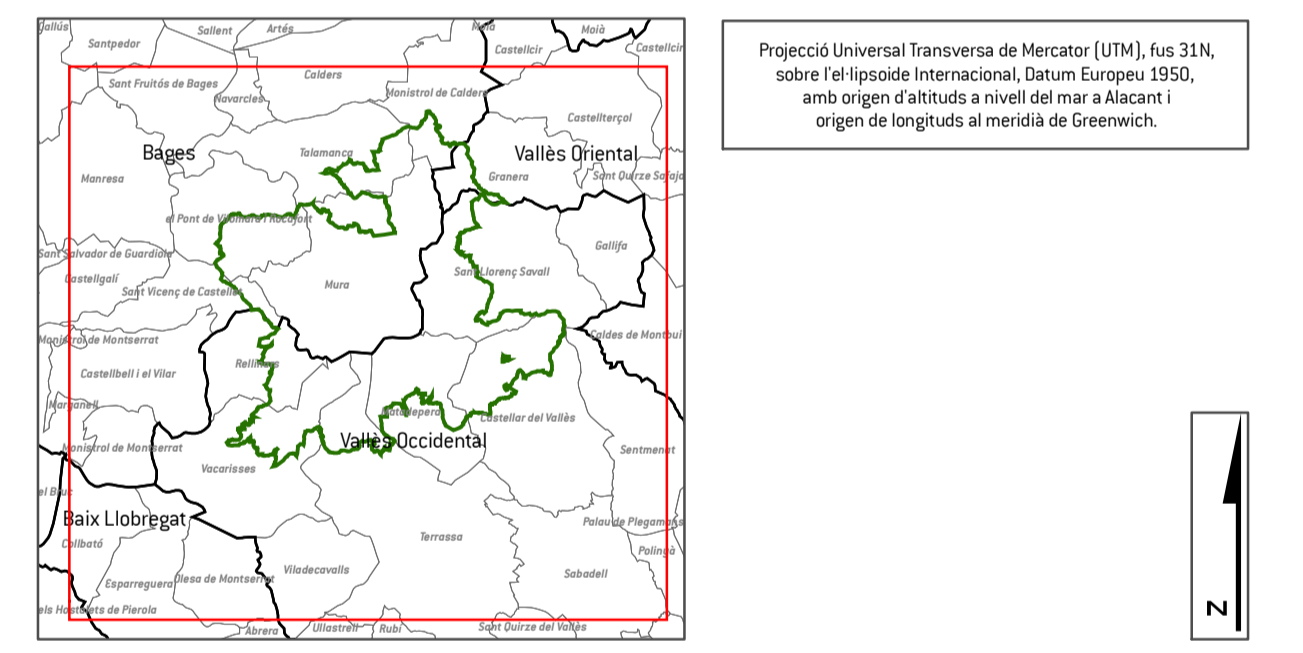 Sallent
Artés
Moià
Moià
Santpedor
Castellcir
Castellcir
Calders
Sant Fruitós de Bages
Navarcles
Monistrol de Calders
Castellterçol
Bages
Talamanca
Vallès Oriental
Manresa
Granera
Sant Quirze Safaja
el Pont de Vilomara i Rocafort
Gallifa
Sant Salvador de Guardiola
Castellgalí
Sant Llorenç Savall
Mura
Sant Vicenç de Castellet
Monistrol de Montserrat
Caldes de Montbui
Rellinars
Castellbell i el Vilar
Marganell
Matadepera
Castellar del Vallès
Vallès Occidental
Monistrol de Montserrat
Sentmenat
Vacarisses
el Bruc
Baix Llobregat
Palau de Plegamans
Collbató
Terrassa
Polinyà
Viladecavalls
Sabadell
Esparreguera
Olesa de Montserrat
els Hostalets de Pierola
Abrera
Ullastrell
Rubí
Sant Quirze del Vallès
Projecció Universal Transversa de Mercator (UTM), fus 31N,
sobre l'el·lipsoide Internacional, Datum Europeu 1950,
amb origen d'altituds a nivell del mar a Alacant i
origen de longituds al meridià de Greenwich.
N